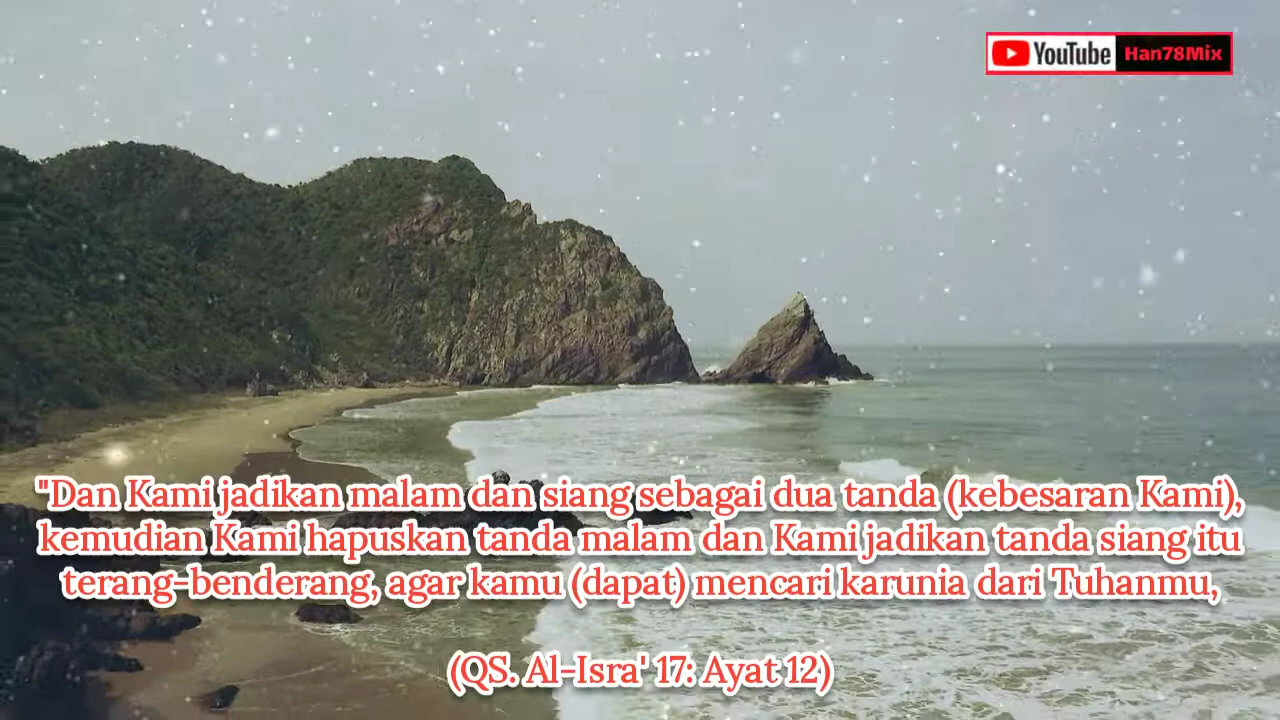 YouTube Han78Mix
"Dan Kami jadikan malam dan siang sebagai dua tanda (kebesaran Kami),
kemudian Kami hapuskan tanda malam dan Kami jadikan tanda siang itu
terang-benderang, agar kamu (dapat) mencari karunia dari Tuhanmu,
(QS. Al-Isra' 17: Ayat 12)